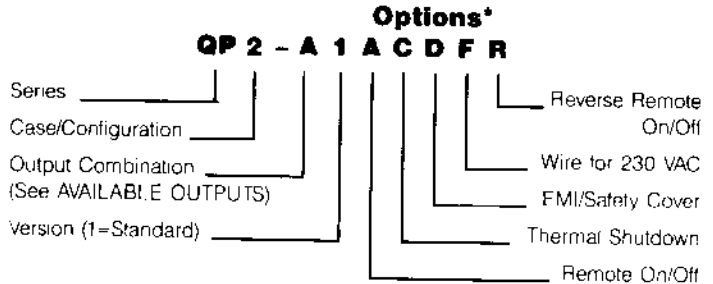 Options*
QP 2 - A 1 A C D F R
Series
Case/Configuration
Output Combination
(See AVAILABLE OUTPUTS)
Version (1=Standard)
Reverse Remote
On/Off
Wire for 230 VAC
EMI/Safety Cover
Thermal Shutdown
Remote On/Off